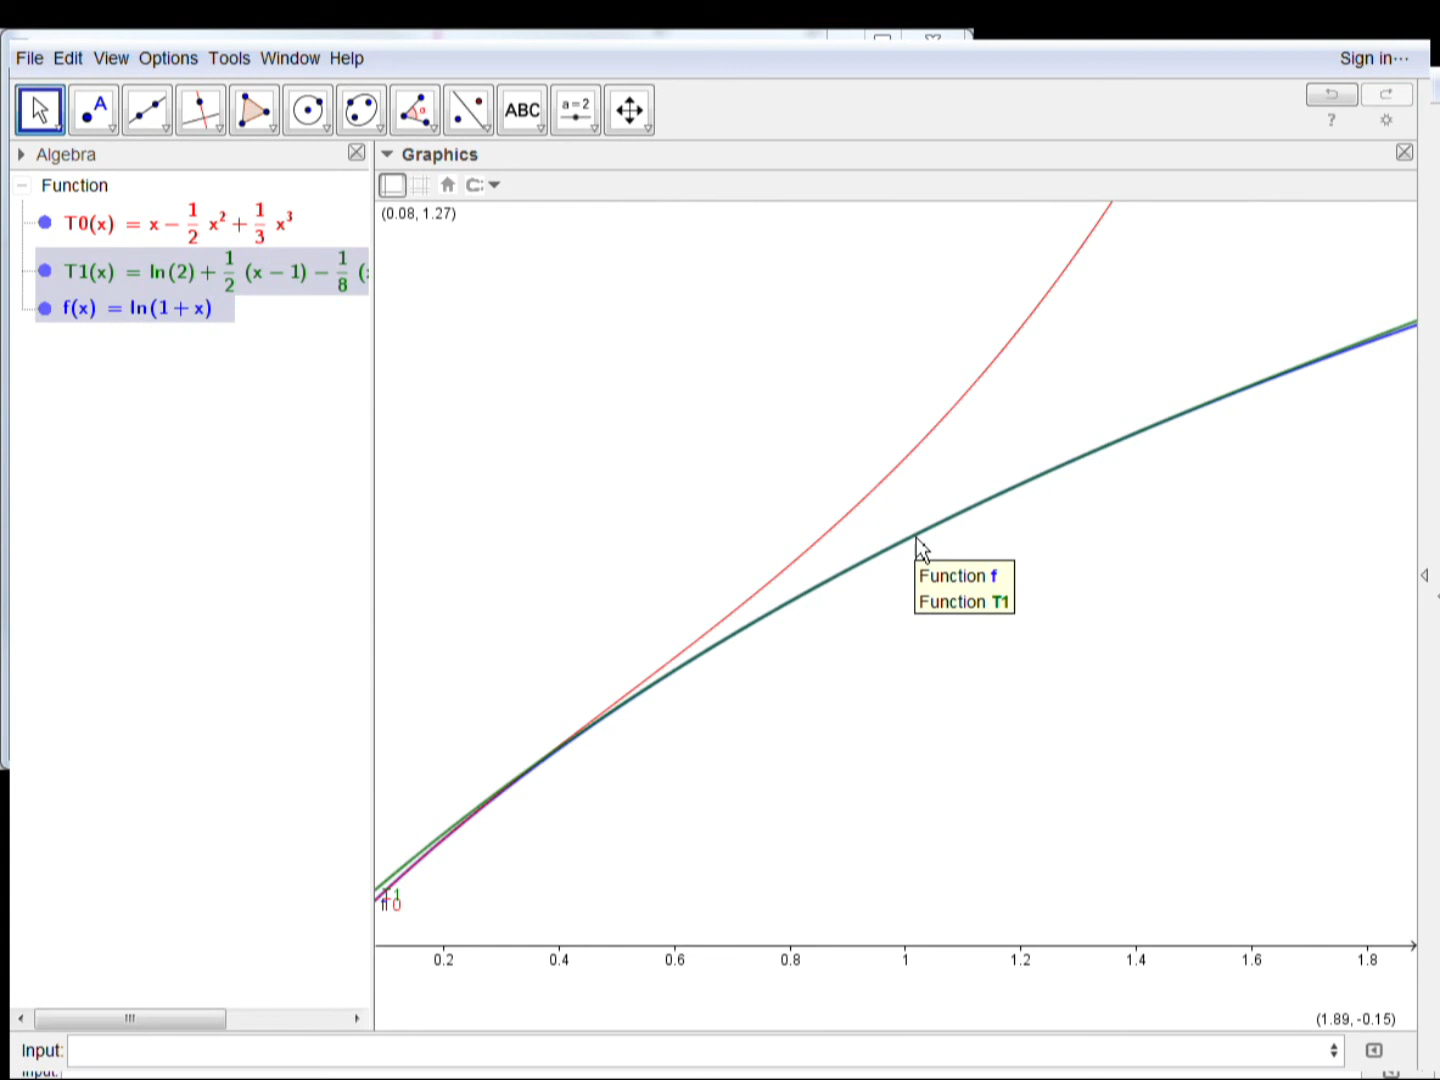 File Edit View Options Tools Window Help
Sign in...
A
α
ABC
a=2
?
Algebra
Graphics
Function
T0(x) = x − 1/2 x² + 1/3 x³
T1(x) = ln(2) + 1/2 (x − 1) − 1/8 (
f(x) = ln(1 + x)
(0.08, 1.27)
Function f
Function T1
0.2 0.4 0.6 0.8 1 1.2 1.4 1.6 1.8
(1.89, -0.15)
Input: